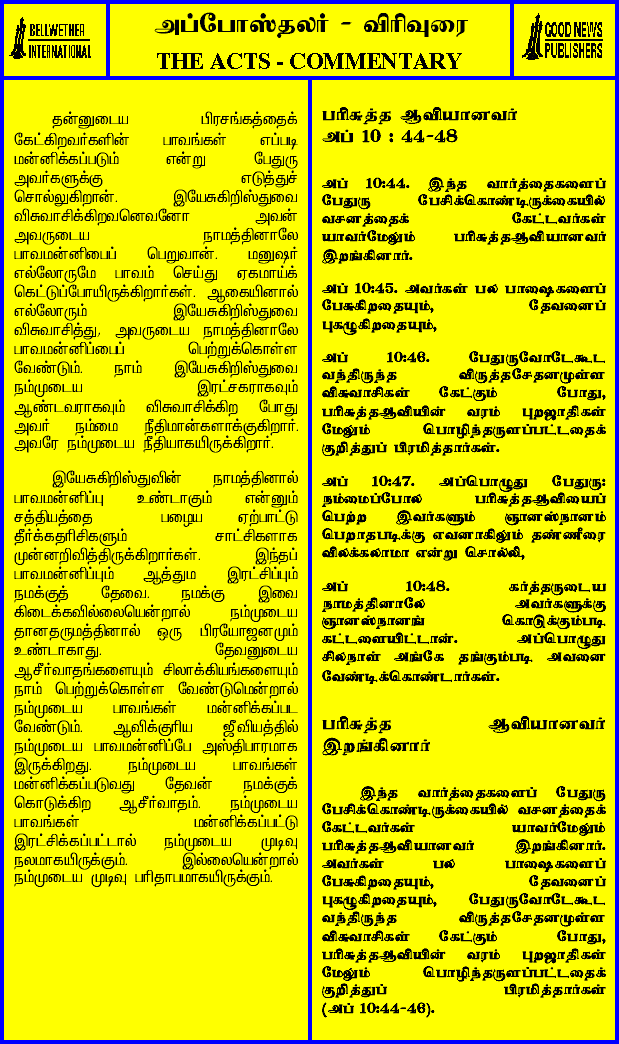 BELLWETHER
INTERNATIONAL
அப்போஸ்தலர் - விரிவுரை
THE ACTS - COMMENTARY
GOOD NEWS
PUBLISHERS
தன்னுடைய பிரசங்கத்தைக்
கேட்கிறவர்களின் பாவங்கள் எப்படி
மன்னிக்கப்படும் என்று பேதுரு
அவர்களுக்கு எடுத்துச்
சொல்லுகிறான். இயேசுகிறிஸ்துவை
விசுவாசிக்கிறவனெவனோ அவன்
அவருடைய நாமத்தினாலே
பாவமன்னிபைப் பெறுவான். மனுஷர்
எல்லோருமே பாவம் செய்து ஏகமாய்க்
கெட்டுப்போயிருக்கிறார்கள். ஆகையினால்
எல்லோரும் இயேசுகிறிஸ்துவை
விசுவாசித்து, அவருடைய நாமத்தினாலே
பாவமன்னிப்பைப் பெற்றுக்கொள்ள
வேண்டும். நாம் இயேசுகிறிஸ்துவை
நம்முடைய இரட்சகராகவும்
ஆண்டவராகவும் விசுவாசிக்கிற போது
அவர் நம்மை நீதிமான்களாக்குகிறார்.
அவரே நம்முடைய நீதியாகயிருக்கிறார்.
இயேசுகிறிஸ்துவின் நாமத்தினால்
பாவமன்னிப்பு உண்டாகும் என்னும்
சத்தியத்தை பழைய ஏற்பாட்டு
தீர்க்கதரிசிகளும் சாட்சிகளாக
முன்னறிவித்திருக்கிறார்கள். இந்தப்
பாவமன்னிப்பும் ஆத்தும இரட்சிப்பும்
நமக்குத் தேவை. நமக்கு இவை
கிடைக்கவில்லையென்றால் நம்முடைய
தானதருமத்தினால் ஒரு பிரயோஜனமும்
உண்டாகாது. தேவனுடைய
ஆசீர்வாதங்களையும் சிலாக்கியங்களையும்
நாம் பெற்றுக்கொள்ள வேண்டுமென்றால்
நம்முடைய பாவங்கள் மன்னிக்கப்பட
வேண்டும். ஆவிக்குரிய ஜீவியத்தில்
நம்முடைய பாவமன்னிப்பே அஸ்திபாரமாக
இருக்கிறது. நம்முடைய பாவங்கள்
மன்னிக்கப்படுவது தேவன் நமக்குக்
கொடுக்கிற ஆசீர்வாதம். நம்முடைய
பாவங்கள் மன்னிக்கப்பட்டு
இரட்சிக்கப்பட்டால் நம்முடைய முடிவு
நலமாகயிருக்கும். இல்லையென்றால்
நம்முடைய முடிவு பரிதாபமாகயிருக்கும்.
பரிசுத்த ஆவியானவர்
அப் 10 : 44-48
அப் 10:44. இந்த வார்த்தைகளைப்
பேதுரு பேசிக்கொண்டிருக்கையில்
வசனத்தைக் கேட்டவர்கள்
யாவர்மேலும் பரிசுத்தஆவியானவர்
இறங்கினார்.
அப் 10:45. அவர்கள் பல பாஷைகளைப்
பேசுகிறதையும், தேவனைப்
புகழுகிறதையும்,
அப் 10:46. பேதுருவோடேகூட
வந்திருந்த விருத்தசேதனமுள்ள
விசுவாசிகள் கேட்கும் போது,
பரிசுத்தஆவியின் வரம் புறஜாதிகள்
மேலும் பொழிந்தருளப்பட்டதைக்
குறித்துப் பிரமித்தார்கள்.
அப் 10:47. அப்பொழுது பேதுரு:
நம்மைப்போல பரிசுத்தஆவியைப்
பெற்ற இவர்களும் ஞானஸ்நானம்
பெறாதபடிக்கு எவனாகிலும் தண்ணீரை
விலக்கலாமா என்று சொல்லி,
அப் 10:48. கர்த்தருடைய
நாமத்தினாலே அவர்களுக்கு
ஞானஸ்நானங் கொடுக்கும்படி
கட்டளையிட்டான். அப்பொழுது
சிலநாள் அங்கே தங்கும்படி அவனை
வேண்டிக்கொண்டார்கள்.
பரிசுத்த ஆவியானவர்
இறங்கினார்
இந்த வார்த்தைகளைப் பேதுரு
பேசிக்கொண்டிருக்கையில் வசனத்தைக்
கேட்டவர்கள் யாவர்மேலும்
பரிசுத்தஆவியானவர் இறங்கினார்.
அவர்கள் பல பாஷைகளைப்
பேசுகிறதையும், தேவனைப்
புகழுகிறதையும், பேதுருவோடேகூட
வந்திருந்த விருத்தசேதனமுள்ள
விசுவாசிகள் கேட்கும் போது,
பரிசுத்தஆவியின் வரம் புறஜாதிகள்
மேலும் பொழிந்தருளப்பட்டதைக்
குறித்துப் பிரமித்தார்கள்
(அப் 10:44-46).